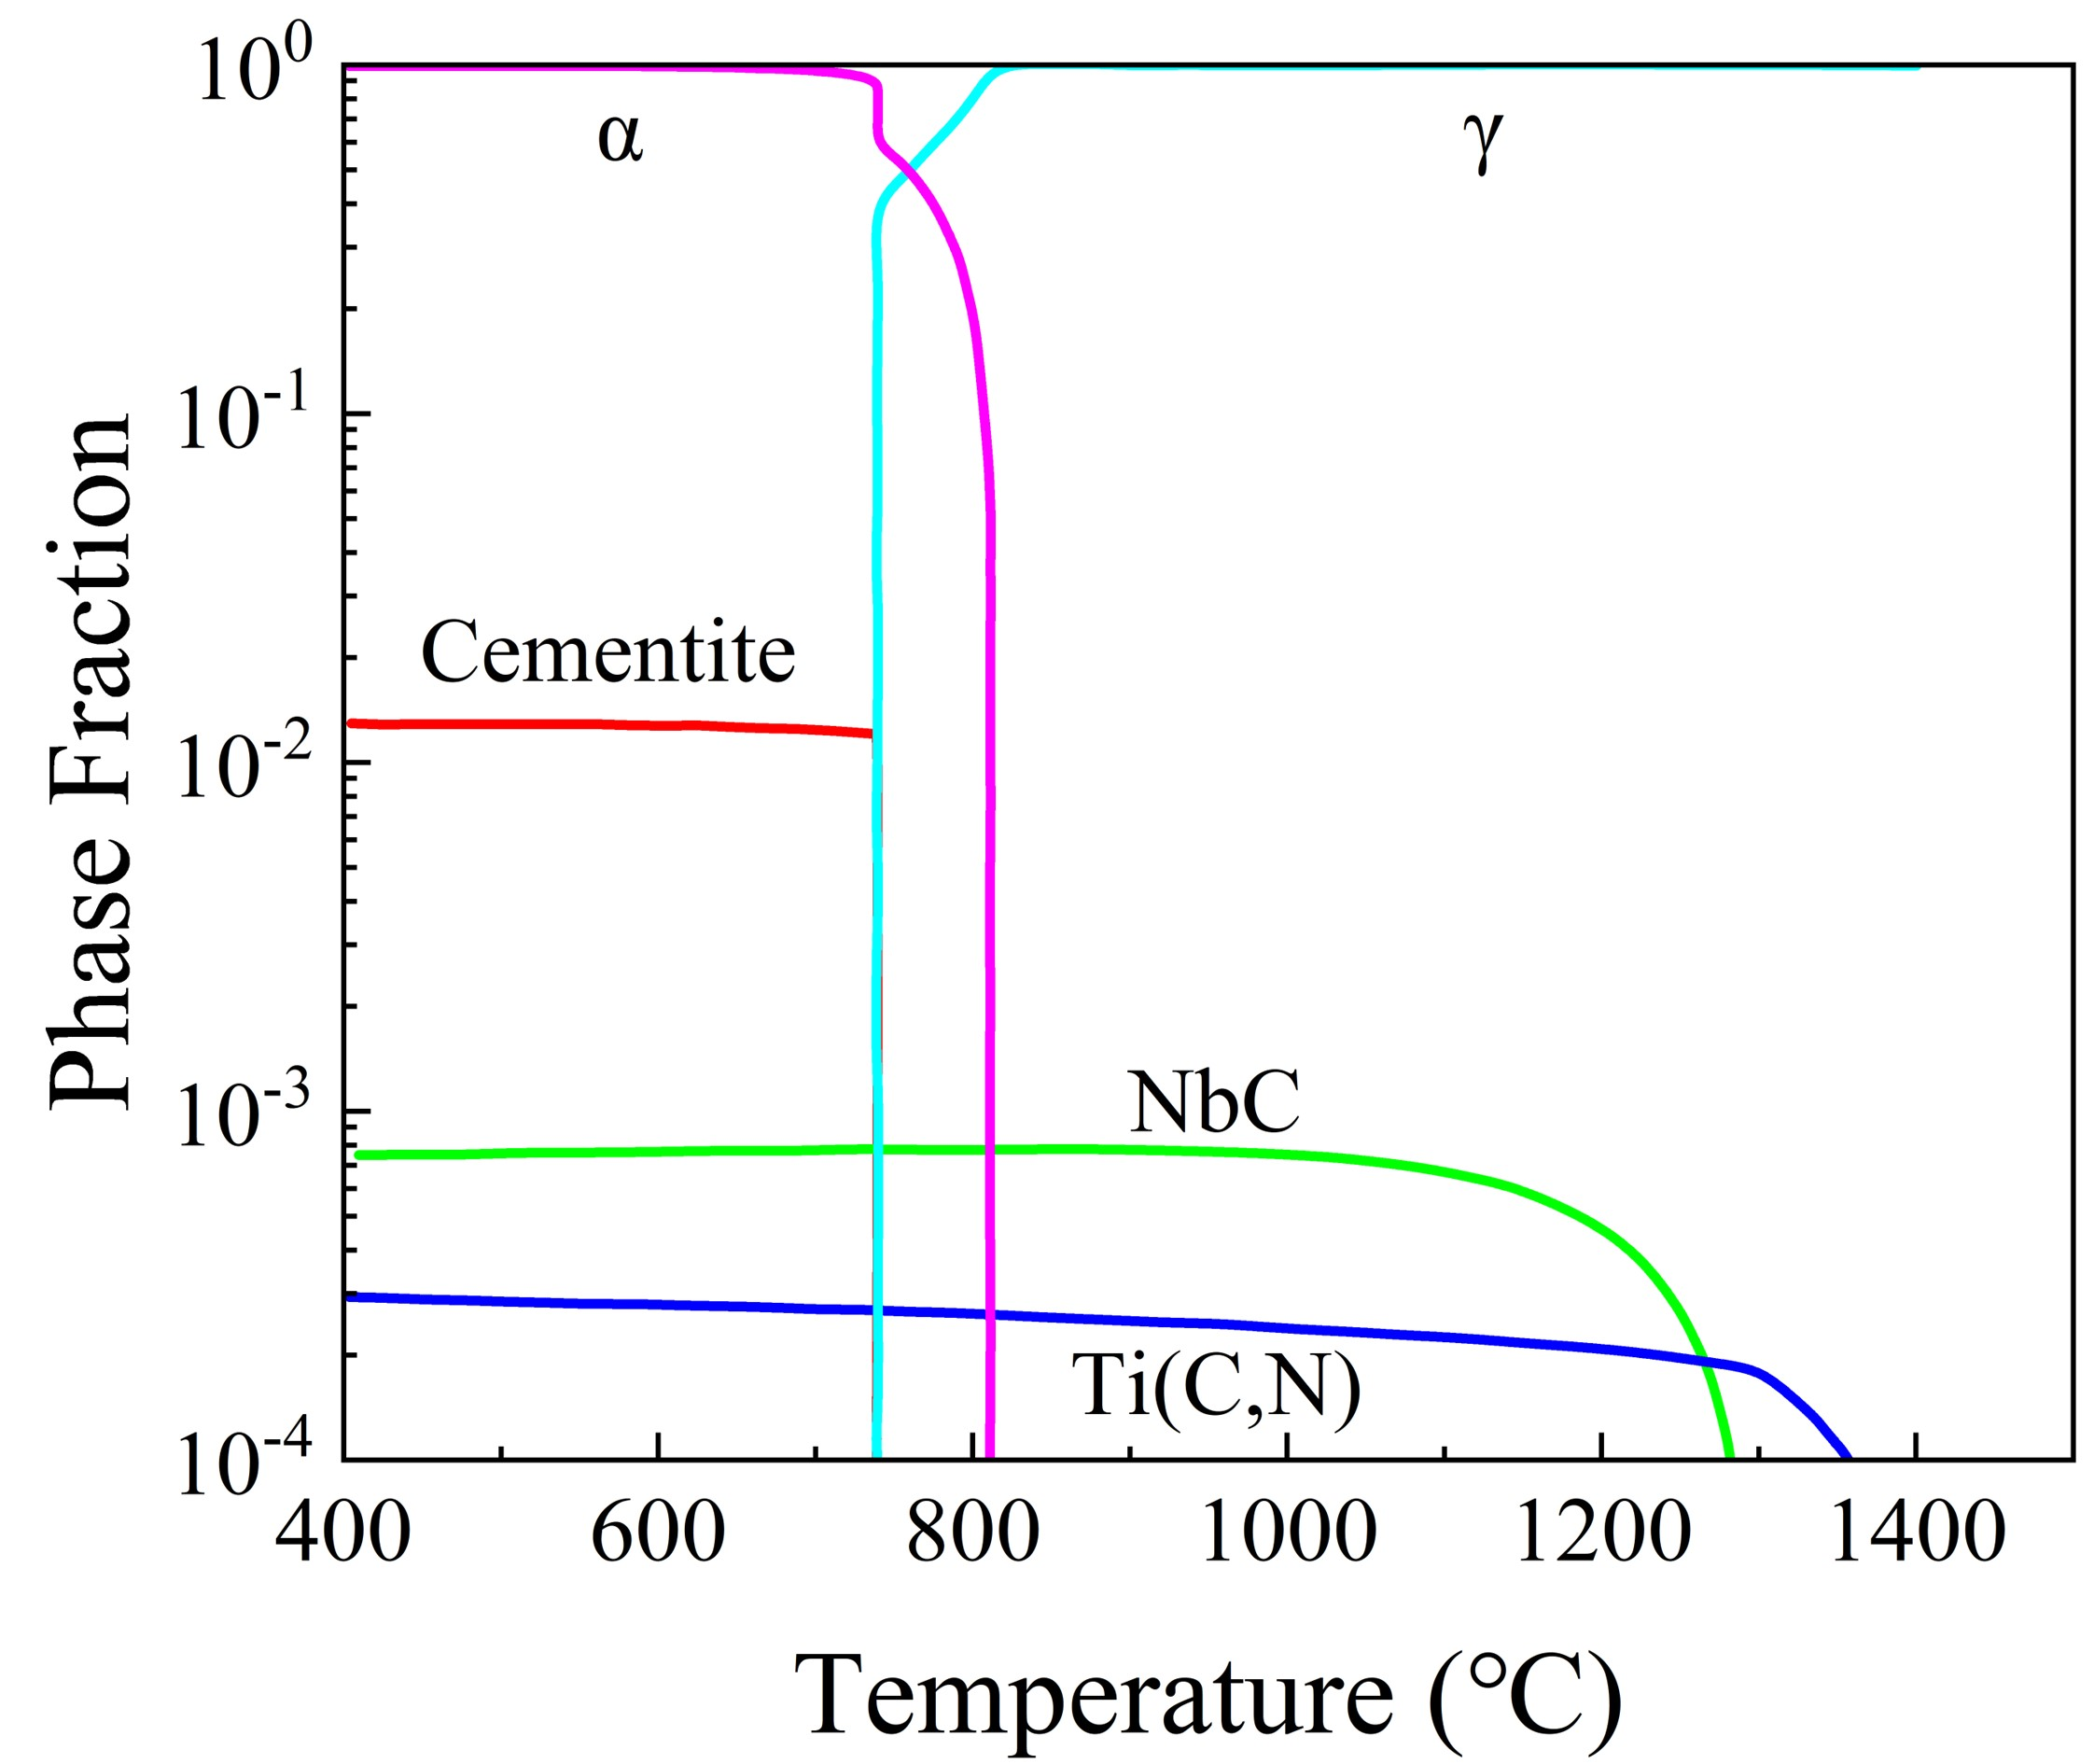 10⁰
α
γ
10⁻¹
Cementite
10⁻²
10⁻³
NbC
Ti(C,N)
10⁻⁴
400 600 800 1000 1200 1400
Temperature (°C)
Phase Fraction